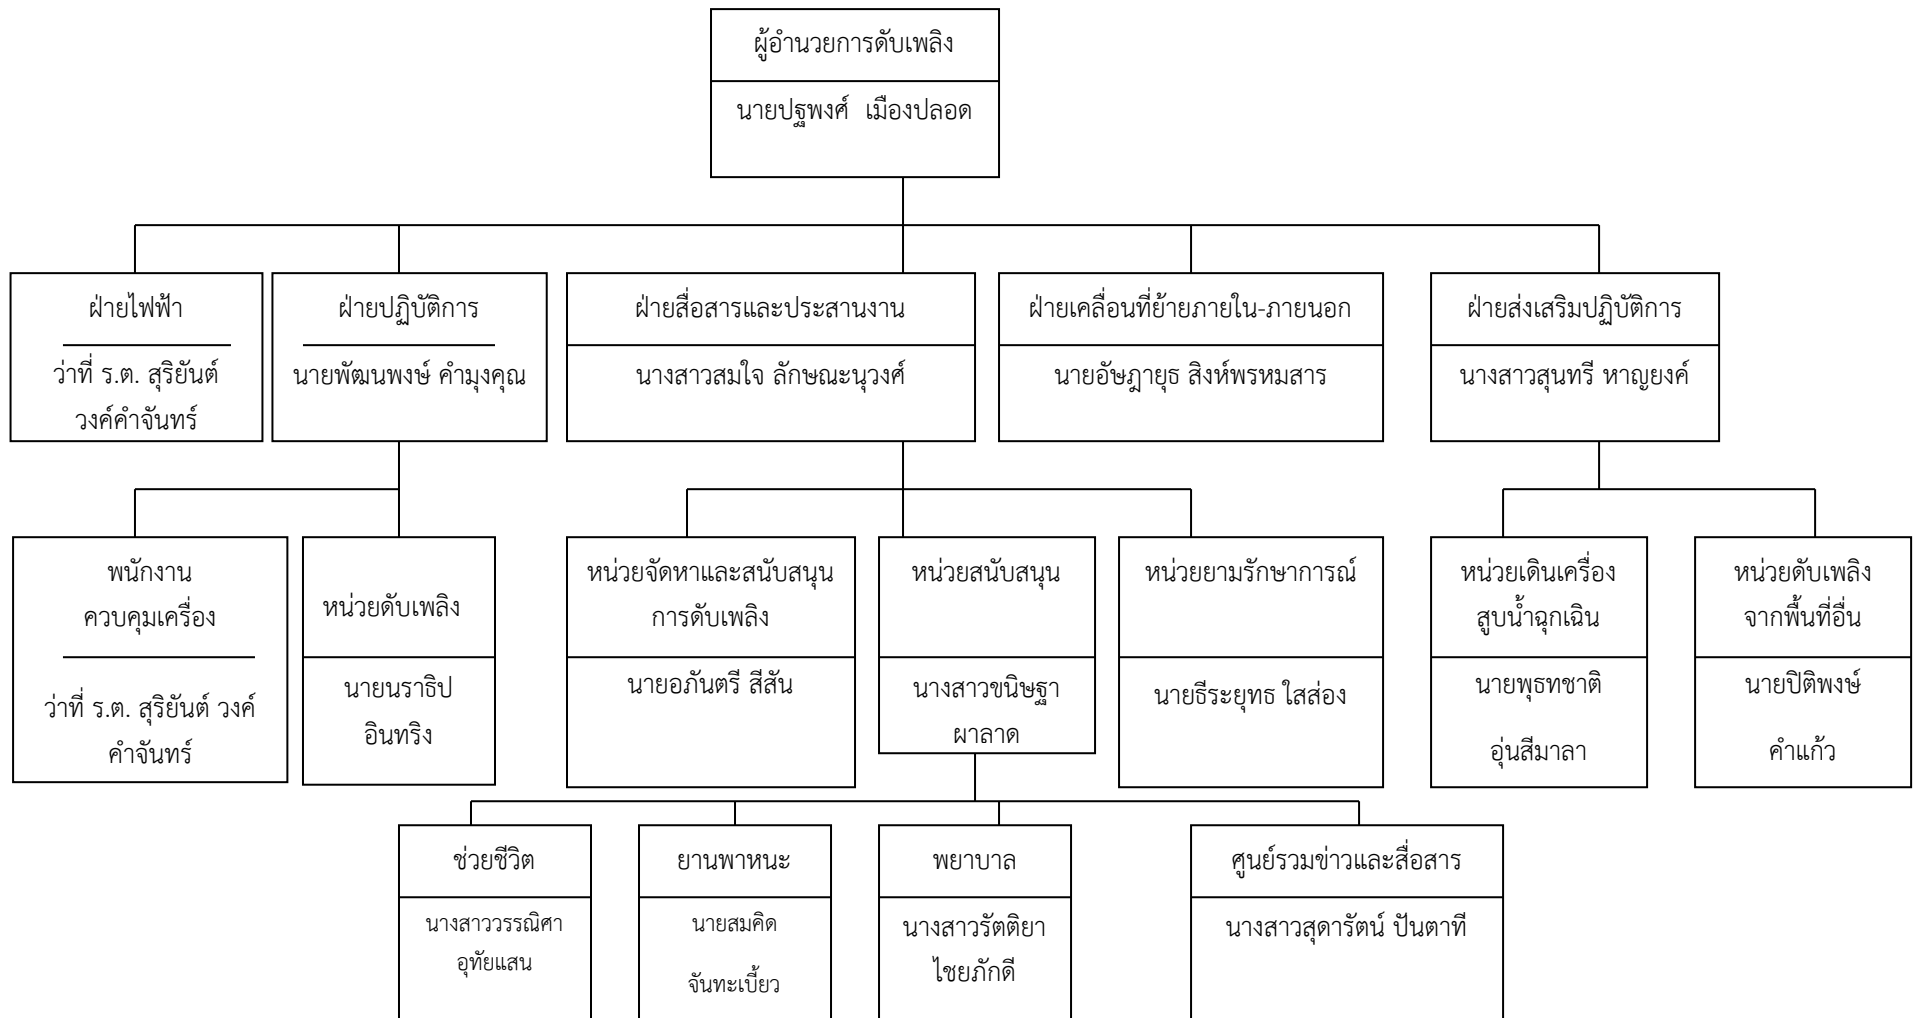 ผู้อำนวยการดับเพลิง
นายปฐพงศ์ เมืองปลอด
ฝ่ายไฟฟ้า
ว่าที่ ร.ต. สุริยันต์
วงค์คำจันทร์
ฝ่ายปฏิบัติการ
นายพัฒนพงษ์ คำมุงคุณ
ฝ่ายสื่อสารและประสานงาน
นางสาวสมใจ ลักษณะนุวงศ์
ฝ่ายเคลื่อนที่ย้ายภายใน-ภายนอก
นายอัษฎายุธ สิงห์พรหมสาร
ฝ่ายส่งเสริมปฏิบัติการ
นางสาวสุนทรี หาญยงค์
พนักงาน
ควบคุมเครื่อง
ว่าที่ ร.ต. สุริยันต์ วงค์
คำจันทร์
หน่วยดับเพลิง
นายนราธิป
อินทริง
หน่วยจัดหาและสนับสนุน
การดับเพลิง
นายอภันตรี สีสัน
หน่วยสนับสนุน
นางสาวขนิษฐา
ผาลาด
หน่วยยามรักษาการณ์
นายธีระยุทธ ใสส่อง
หน่วยเดินเครื่อง
สูบน้ำฉุกเฉิน
นายพุธทชาติ
อุ่นสีมาลา
หน่วยดับเพลิง
จากพื้นที่อื่น
นายปิติพงษ์
คำแก้ว
ช่วยชีวิต
นางสาววรรณิศา
อุทัยแสน
ยานพาหนะ
นายสมคิด
จันทะเบี้ยว
พยาบาล
นางสาวรัตติยา
ไชยภักดี
ศูนย์รวมข่าวและสื่อสาร
นางสาวสุดารัตน์ ปันตาที